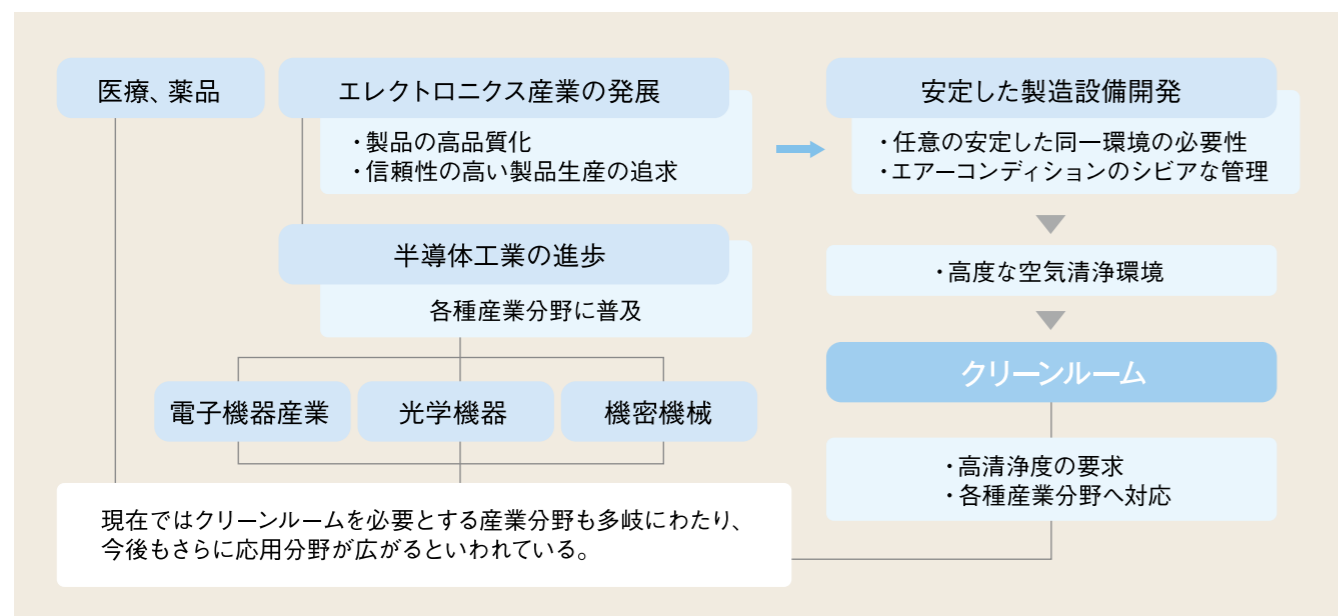 医療、薬品
エレクトロニクス産業の発展
・製品の高品質化
・信頼性の高い製品生産の追求
安定した製造設備開発
・任意の安定した同一環境の必要性
・エアーコンディションのシビアな管理
半導体工業の進歩
各種産業分野に普及
・高度な空気清浄環境
クリーンルーム
電子機器産業
光学機器
機密機械
・高清浄度の要求
・各種産業分野へ対応
現在ではクリーンルームを必要とする産業分野も多岐にわたり、
今後もさらに応用分野が広がるといわれている。